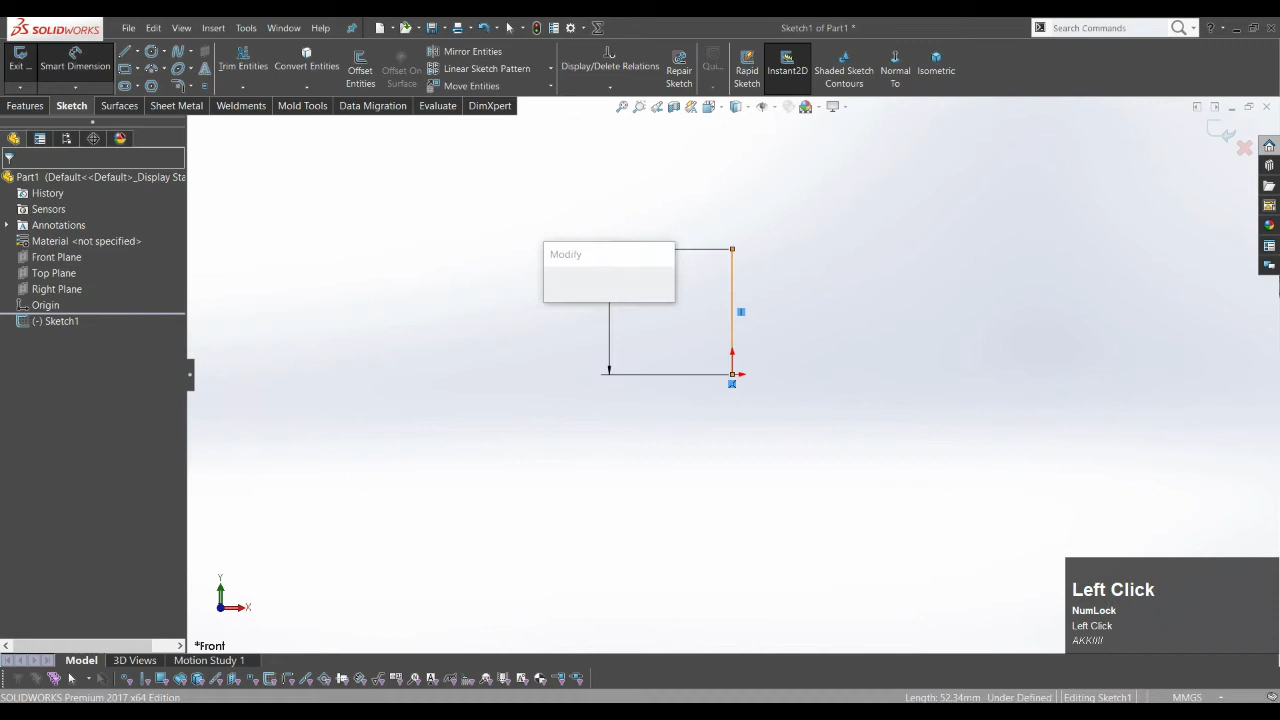 SOLIDWORKS
File Edit View Insert Tools Window Help
Sketch1 of Part1 *
Search Commands
Exit ... Smart Dimension Trim Entities Convert Entities Offset Entities Offset On Surface Mirror Entities Linear Sketch Pattern Move Entities Display/Delete Relations Repair Sketch Qui... Rapid Sketch Instant2D Shaded Sketch Contours Normal To Isometric
Features Sketch Surfaces Sheet Metal Weldments Mold Tools Data Migration Evaluate DimXpert
Part1 (Default<<Default>_Display Sta
History
Sensors
Annotations
Material <not specified>
Front Plane
Top Plane
Right Plane
Origin
(-) Sketch1
Modify
Y
X
*Front
Left Click
NumLock
Left Click
AKK/////
Model 3D Views Motion Study 1
SOLIDWORKS Premium 2017 x64 Edition
Length: 52.34mm Under Defined Editing Sketch1 MMGS -